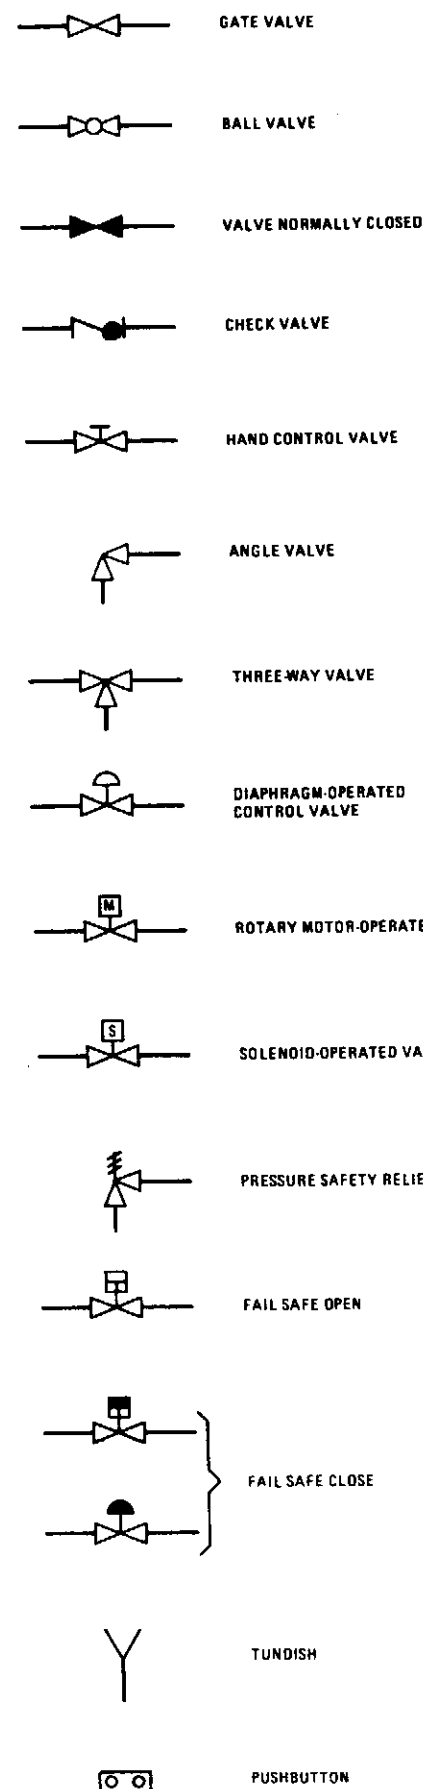 GATE VALVE
BALL VALVE
VALVE NORMALLY CLOSED
CHECK VALVE
HAND CONTROL VALVE
ANGLE VALVE
THREE-WAY VALVE
DIAPHRAGM-OPERATED
CONTROL VALVE
M
ROTARY MOTOR-OPERATE
S
SOLENOID-OPERATED VA
PRESSURE SAFETY RELIE
FAIL SAFE OPEN
FAIL SAFE CLOSE
TUNDISH
PUSHBUTTON